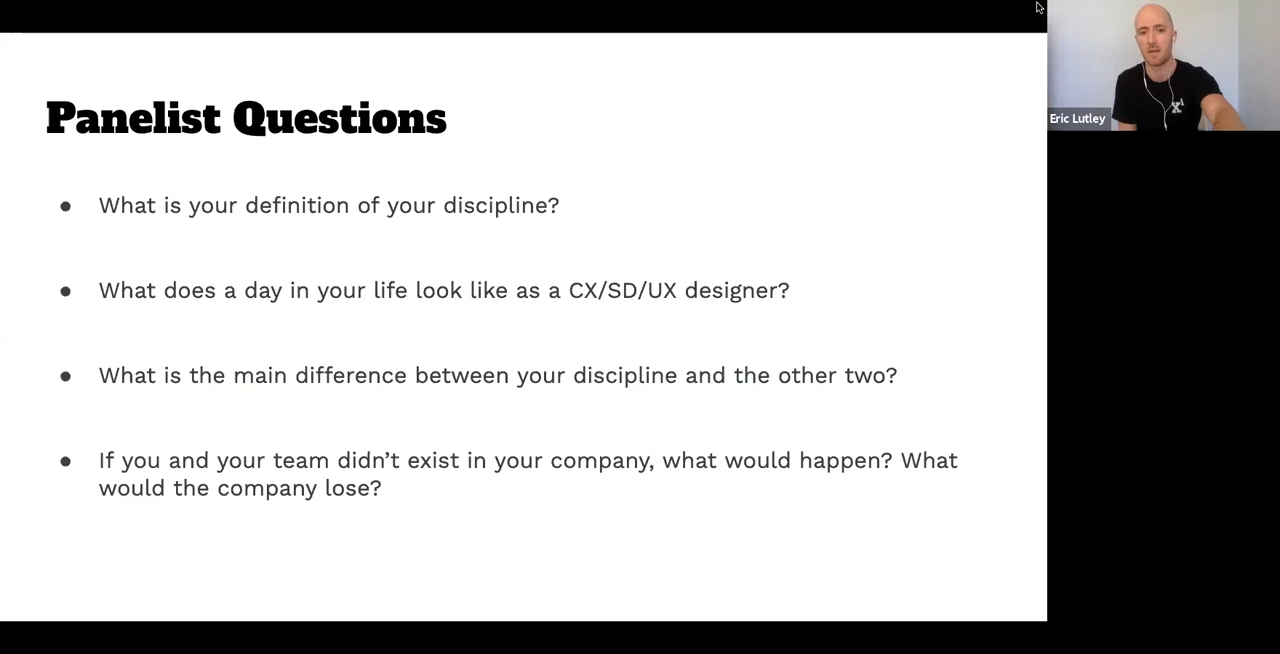 Panelist Questions
● What is your definition of your discipline?
● What does a day in your life look like as a CX/SD/UX designer?
● What is the main difference between your discipline and the other two?
● If you and your team didn’t exist in your company, what would happen? What
would the company lose?
Eric Lutley
Xi